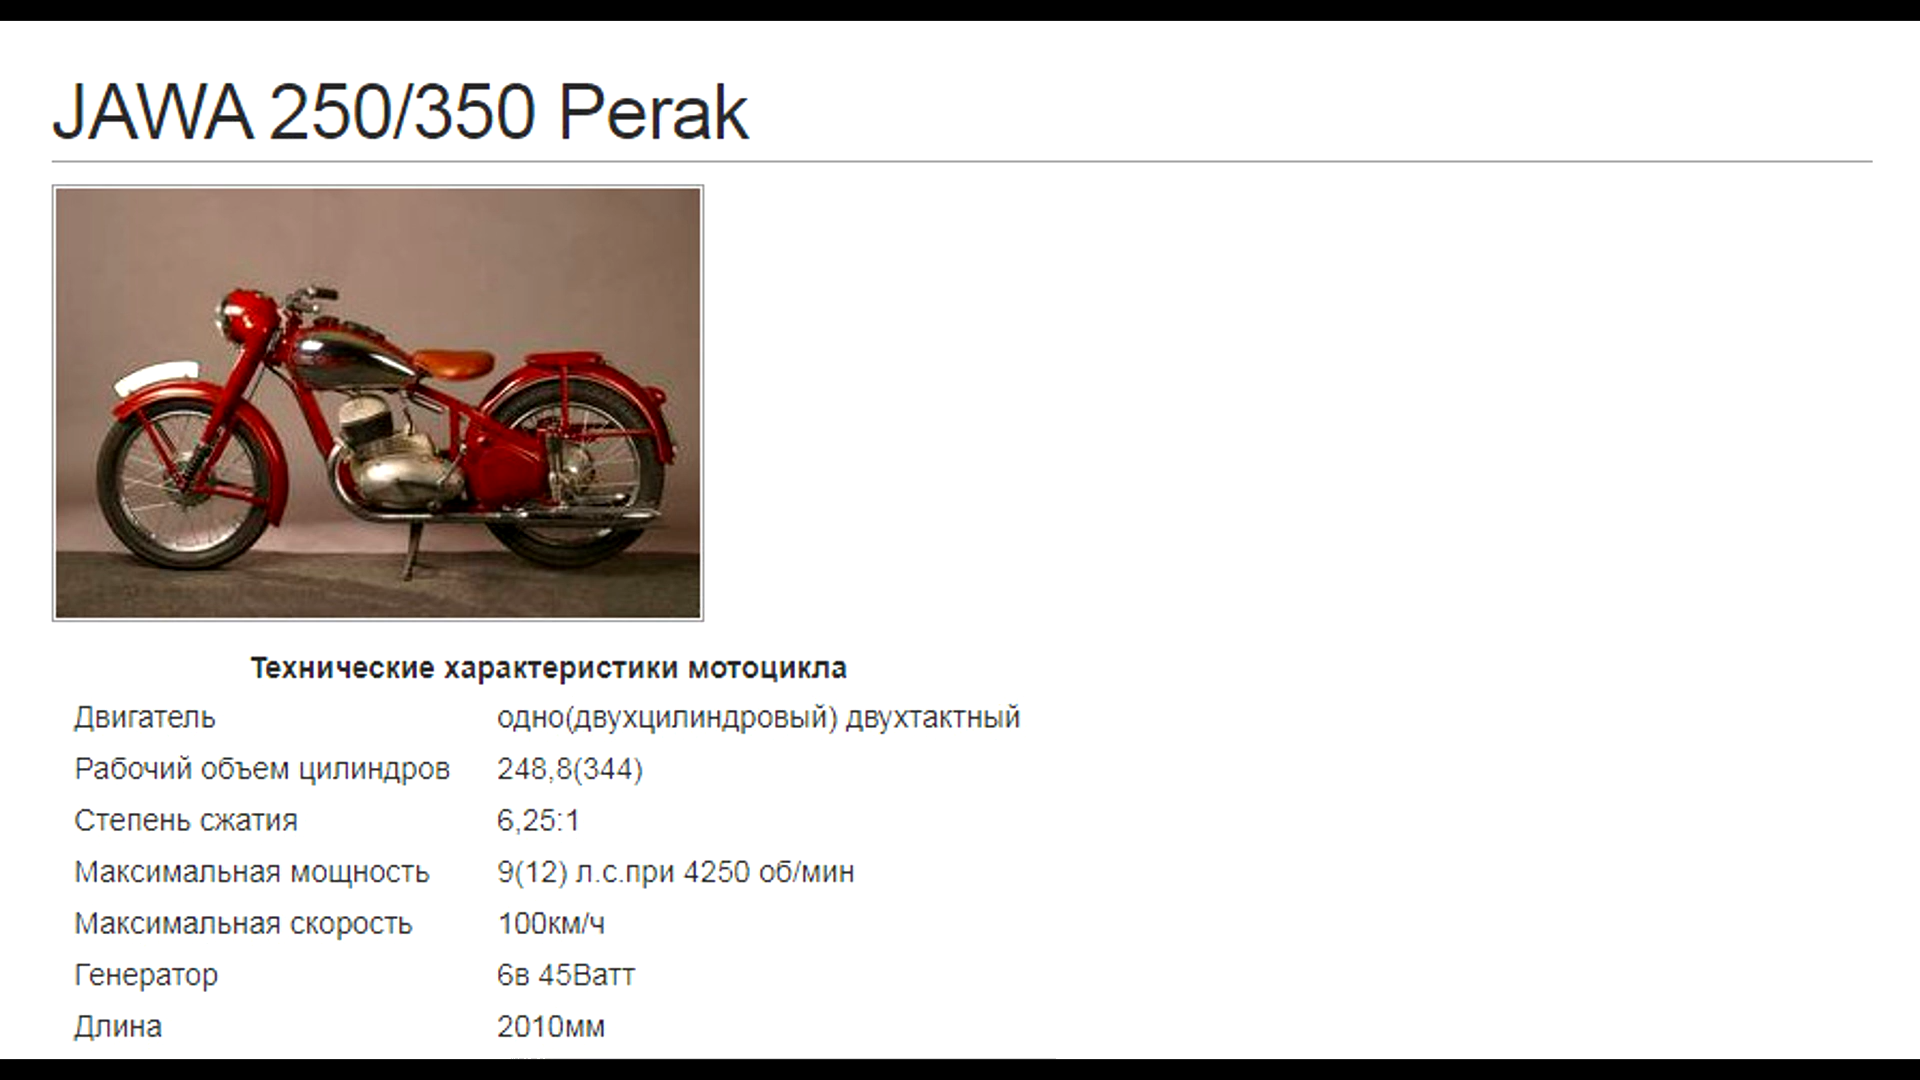 JAWA 250/350 Perak
Технические характеристики мотоцикла
Двигатель одно(двухцилиндровый) двухтактный
Рабочий объем цилиндров 248,8(344)
Степень сжатия 6,25:1
Максимальная мощность 9(12) л.с.при 4250 об/мин
Максимальная скорость 100км/ч
Генератор 6в 45Ватт
Длина 2010мм